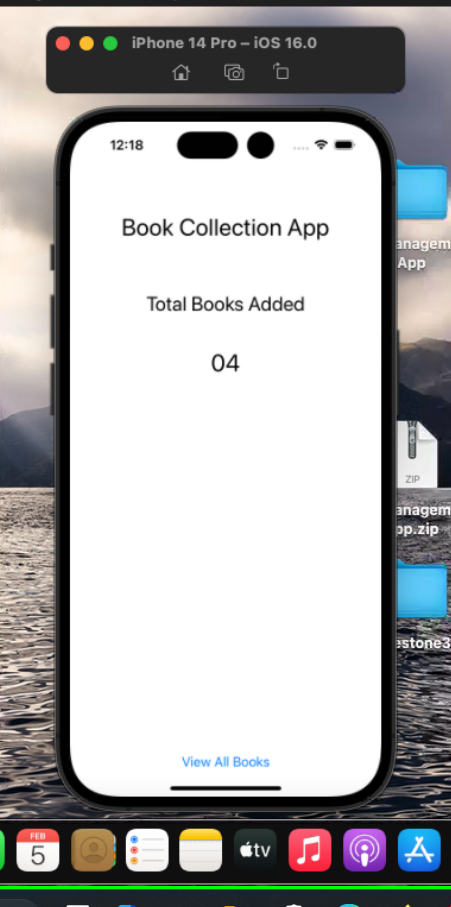 iPhone 14 Pro – iOS 16.0
12:18
Book Collection App
Total Books Added
04
anagem
App
ZIP
anagem
pp.zip
estone3
View All Books
FEB
5
tv